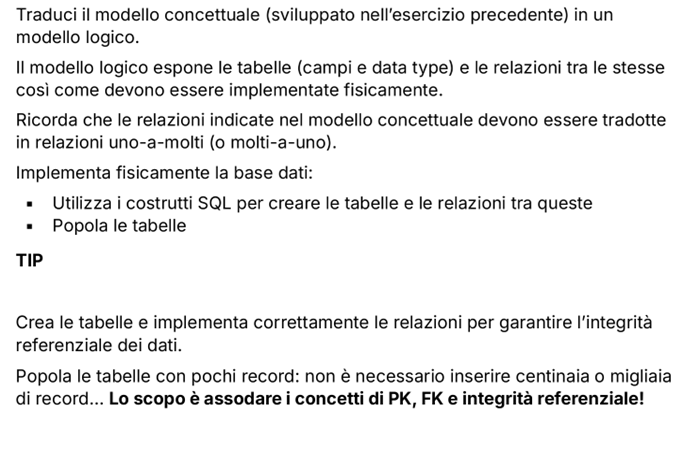 Traduci il modello concettuale (sviluppato nell’esercizio precedente) in un
modello logico.
Il modello logico espone le tabelle (campi e data type) e le relazioni tra le stesse
così come devono essere implementate fisicamente.
Ricorda che le relazioni indicate nel modello concettuale devono essere tradotte
in relazioni uno-a-molti (o molti-a-uno).
Implementa fisicamente la base dati:
▪ Utilizza i costrutti SQL per creare le tabelle e le relazioni tra queste
▪ Popola le tabelle
TIP
Crea le tabelle e implementa correttamente le relazioni per garantire l’integrità
referenziale dei dati.
Popola le tabelle con pochi record: non è necessario inserire centinaia o migliaia
di record... Lo scopo è assodare i concetti di PK, FK e integrità referenziale!